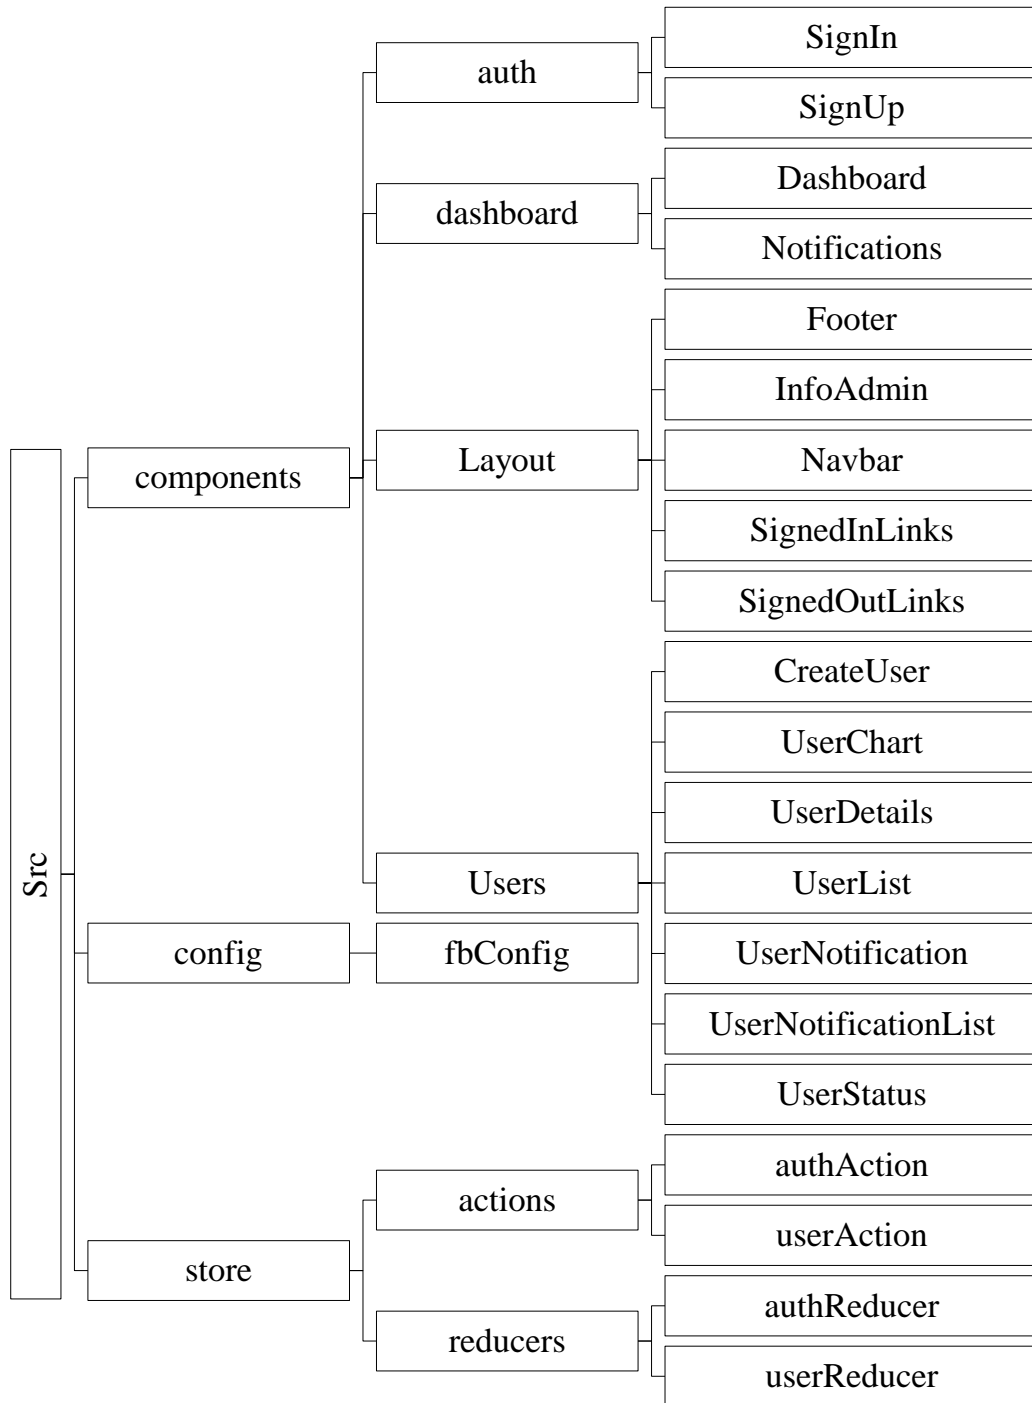 Src
components
auth
SignIn
SignUp
dashboard
Dashboard
Notifications
Layout
Footer
InfoAdmin
Navbar
SignedInLinks
SignedOutLinks
Users
CreateUser
UserChart
UserDetails
UserList
UserNotification
UserNotificationList
UserStatus
config
fbConfig
store
actions
authAction
userAction
reducers
authReducer
userReducer